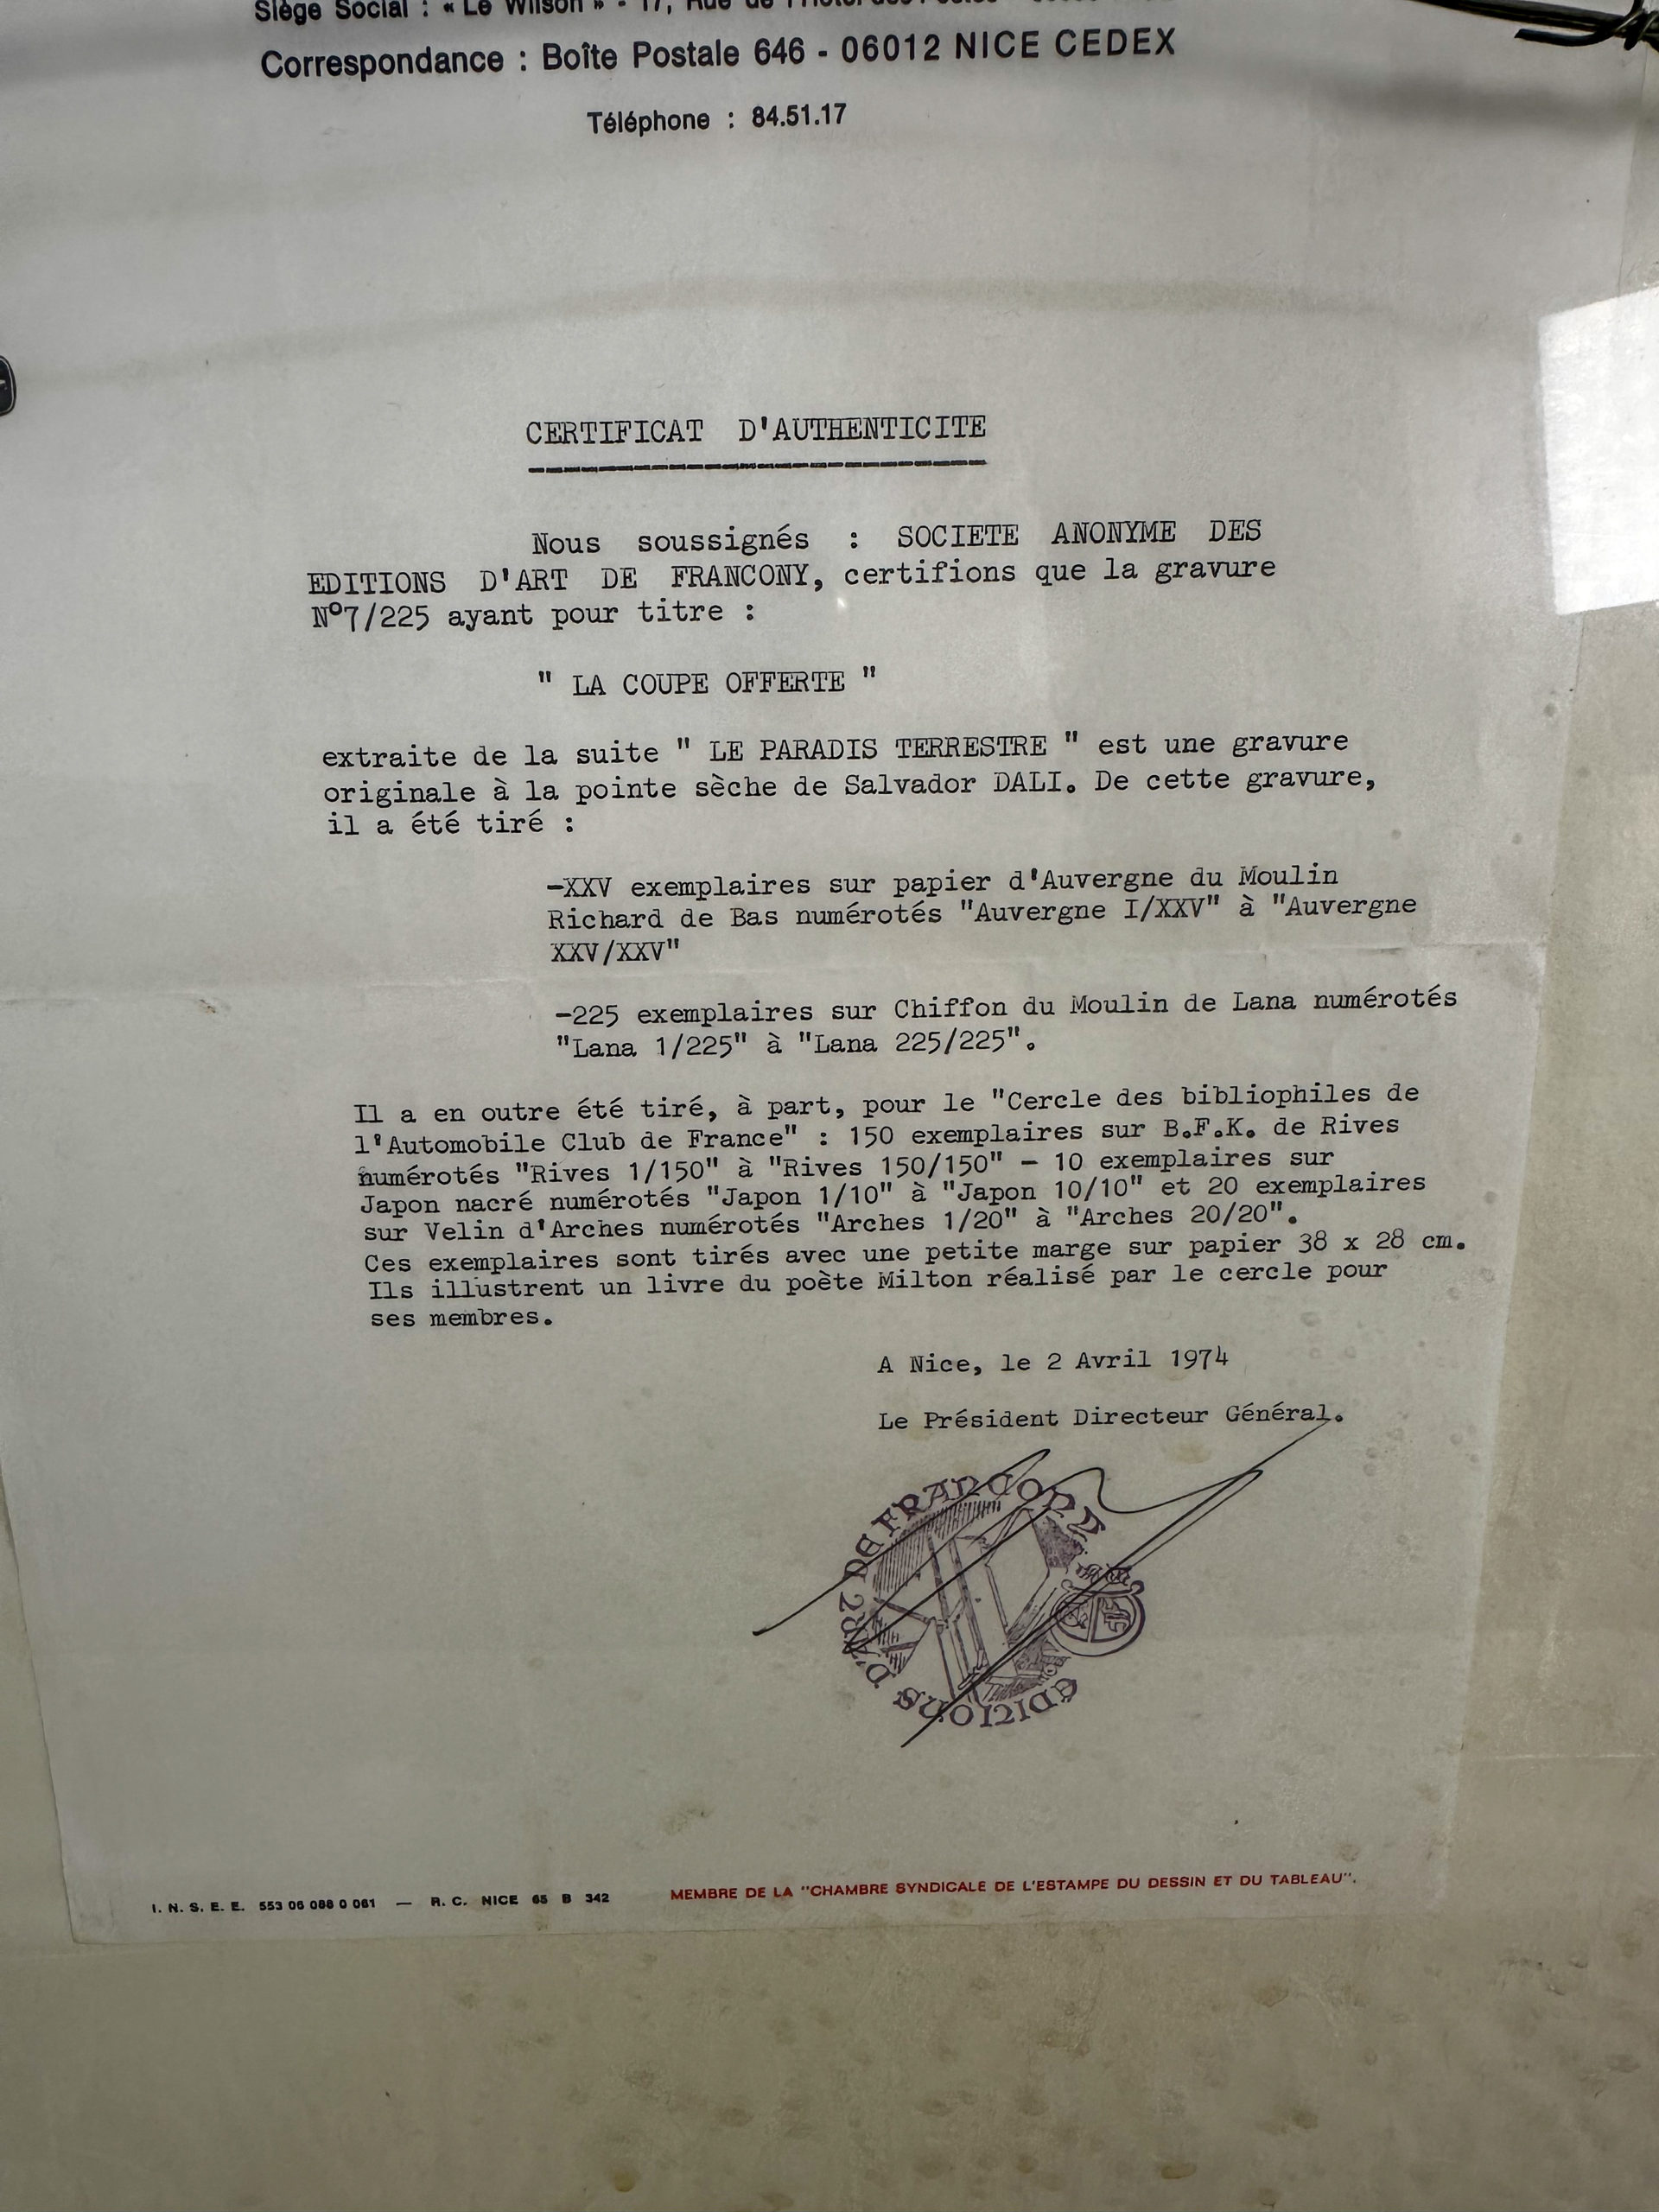 Siège Social : « Le Wilson » - 17, Rue de l'Hôtel des Postes
Correspondance : Boîte Postale 646 - 06012 NICE CEDEX
Téléphone : 84.51.17
CERTIFICAT D'AUTHENTICITE
Nous soussignés : SOCIETE ANONYME DES
EDITIONS D'ART DE FRANCONY, certifions que la gravure
N°7/225 ayant pour titre :
" LA COUPE OFFERTE "
extraite de la suite " LE PARADIS TERRESTRE " est une gravure
originale à la pointe sèche de Salvador DALI. De cette gravure,
il a été tiré :
-XXV exemplaires sur papier d'Auvergne du Moulin
Richard de Bas numérotés "Auvergne I/XXV" à "Auvergne
XXV/XXV"
-225 exemplaires sur Chiffon du Moulin de Lana numérotés
"Lana 1/225" à "Lana 225/225".
Il a en outre été tiré, à part, pour le "Cercle des bibliophiles de
l'Automobile Club de France" : 150 exemplaires sur B.F.K. de Rives
numérotés "Rives 1/150" à "Rives 150/150" - 10 exemplaires sur
Japon nacré numérotés "Japon 1/10" à "Japon 10/10" et 20 exemplaires
sur Velin d'Arches numérotés "Arches 1/20" à "Arches 20/20".
Ces exemplaires sont tirés avec une petite marge sur papier 38 x 28 cm.
Ils illustrent un livre du poète Milton réalisé par le cercle pour
ses membres.
A Nice, le 2 Avril 1974
Le Président Directeur Général.
EDITIONS D'ART DE FRANCONY
I. N. S. E. E. 553 06 088 0 061 — R. C. NICE 65 B 342
MEMBRE DE LA "CHAMBRE SYNDICALE DE L'ESTAMPE DU DESSIN ET DU TABLEAU".